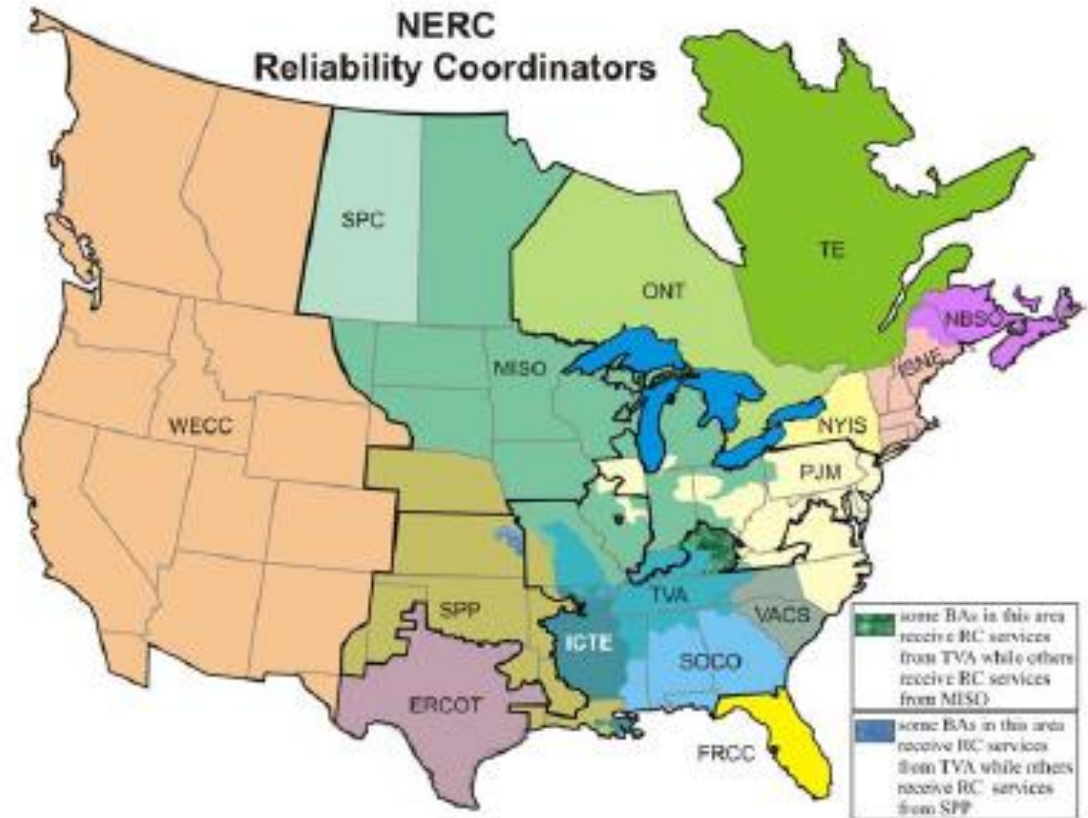 NERC
Reliability Coordinators
SPC
TE
ONT
NBSO
MISO
ISNE
WECC
NYIS
PJM
TVA
SPP
VACS
ICTE
SOCO
ERCOT
FRCC
some BAs in this area
receive RC services
from TVA while others
receive RC services
from MISO
some BAs in this area
receive RC services
from TVA while others
receive RC services
from SPP